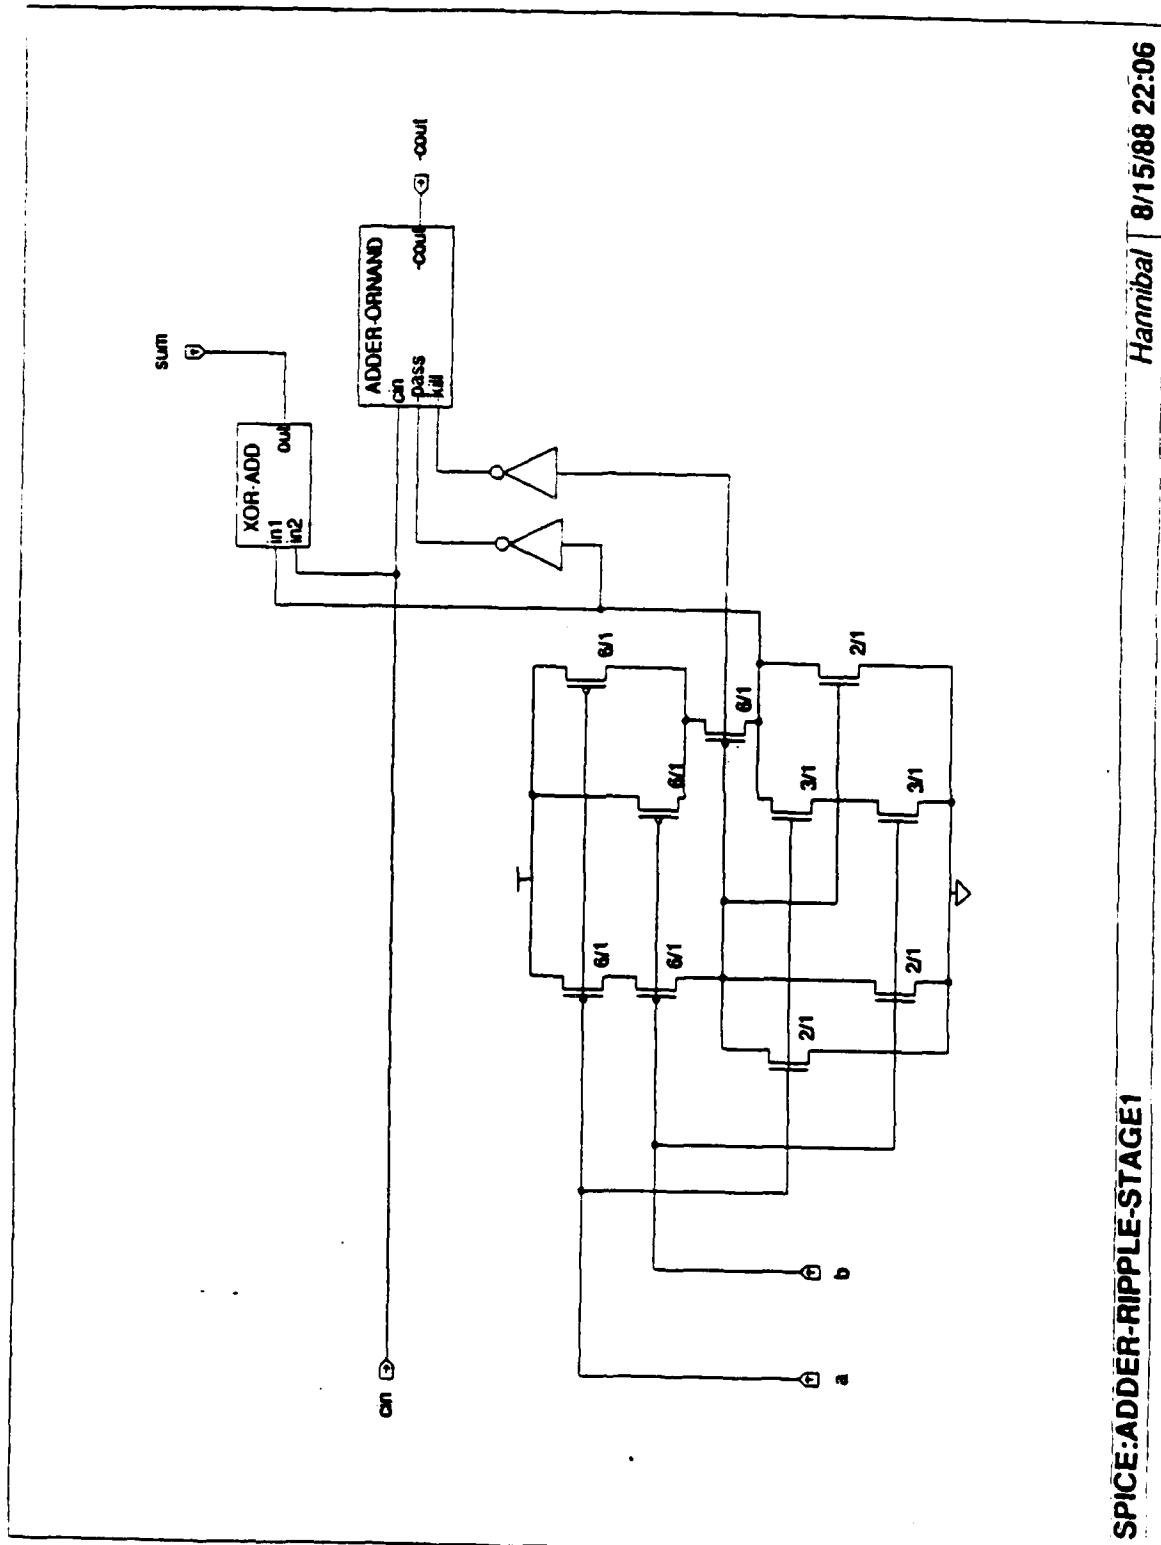 sum
XOR-ADD
in1
in2
out
ADDER-ORNAND
cin
-pass
kill
-cout
-cout
cin
6/1
6/1
6/1
6/1
6/1
2/1
3/1
3/1
2/1
2/1
a
b
SPICE:ADDER-RIPPLE-STAGE1
Hannibal
8/15/88 22:06